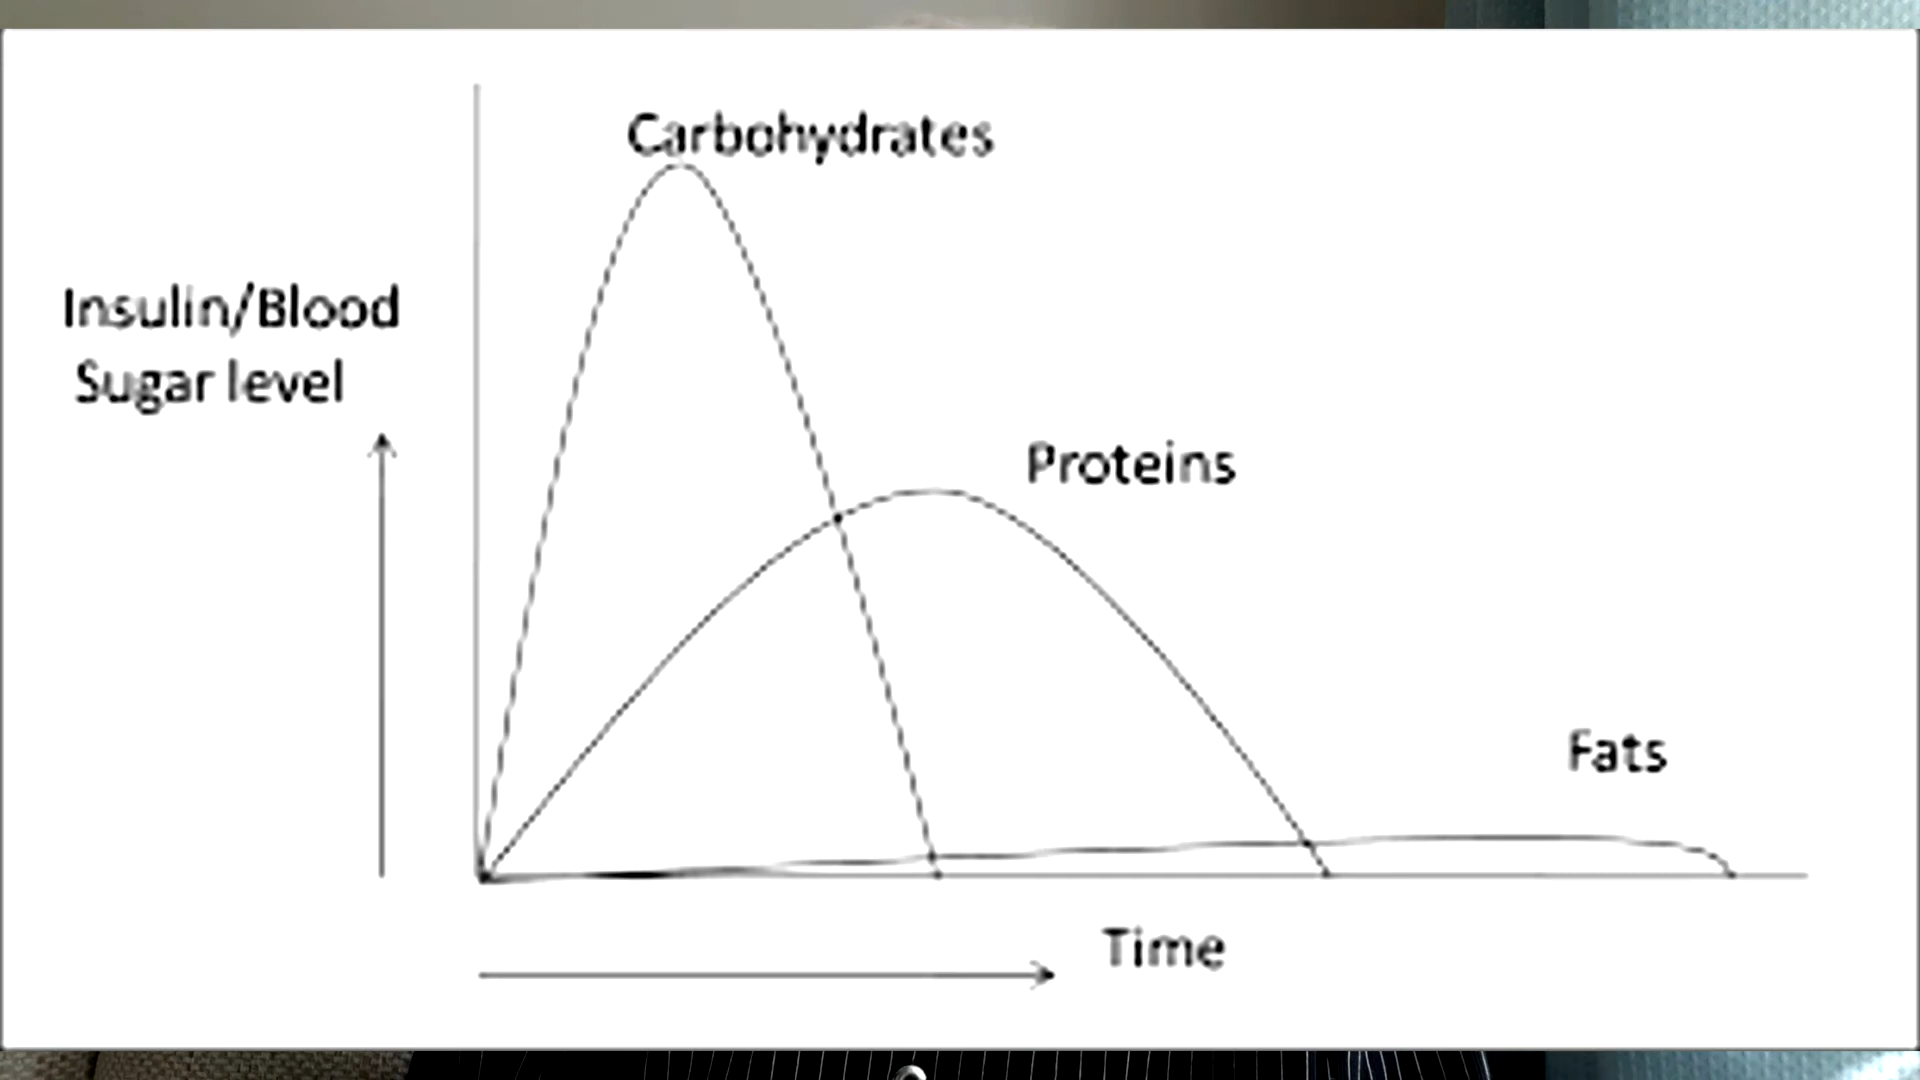 Carbohydrates
Insulin/Blood
Sugar level
Proteins
Fats
Time